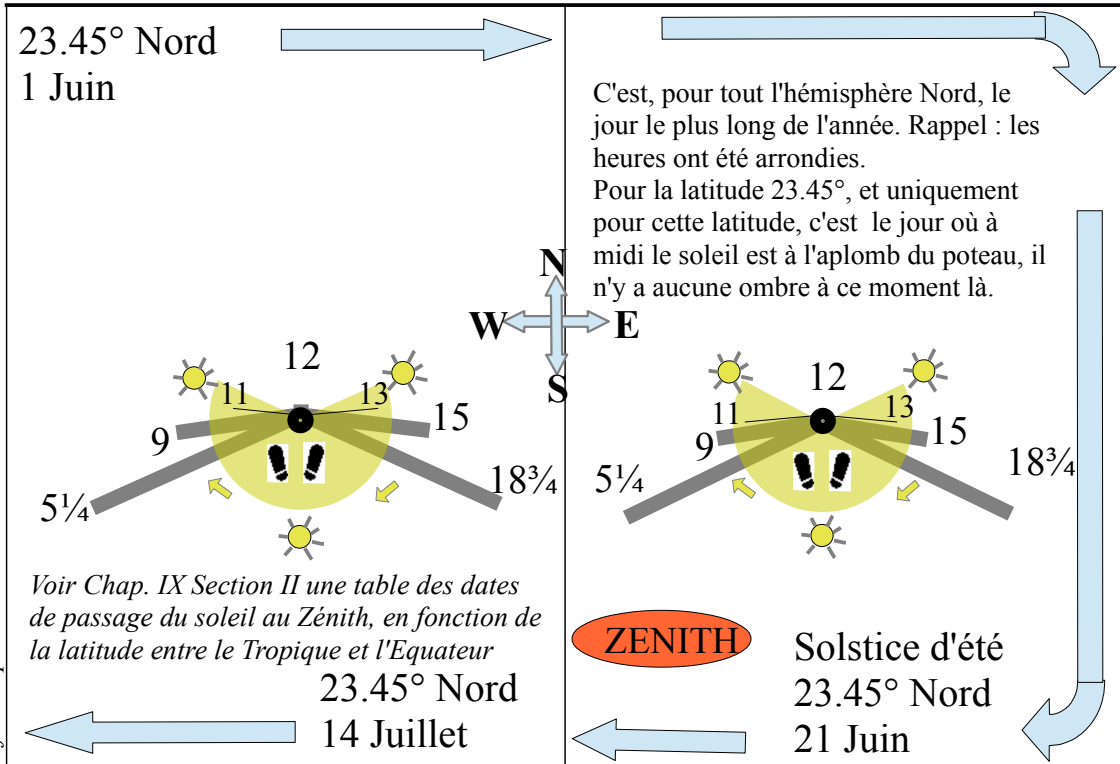 23.45° Nord
1 Juin
12
11
13
9
15
5¼
18¾
Voir Chap. IX Section II une table des dates
de passage du soleil au Zénith, en fonction de
la latitude entre le Tropique et l'Equateur
23.45° Nord
14 Juillet
N
W
E
S
C'est, pour tout l'hémisphère Nord, le
jour le plus long de l'année. Rappel : les
heures ont été arrondies.
Pour la latitude 23.45°, et uniquement
pour cette latitude, c'est le jour où à
midi le soleil est à l'aplomb du poteau, il
n'y a aucune ombre à ce moment là.
12
11
13
9
15
5¼
18¾
ZENITH
Solstice d'été
23.45° Nord
21 Juin